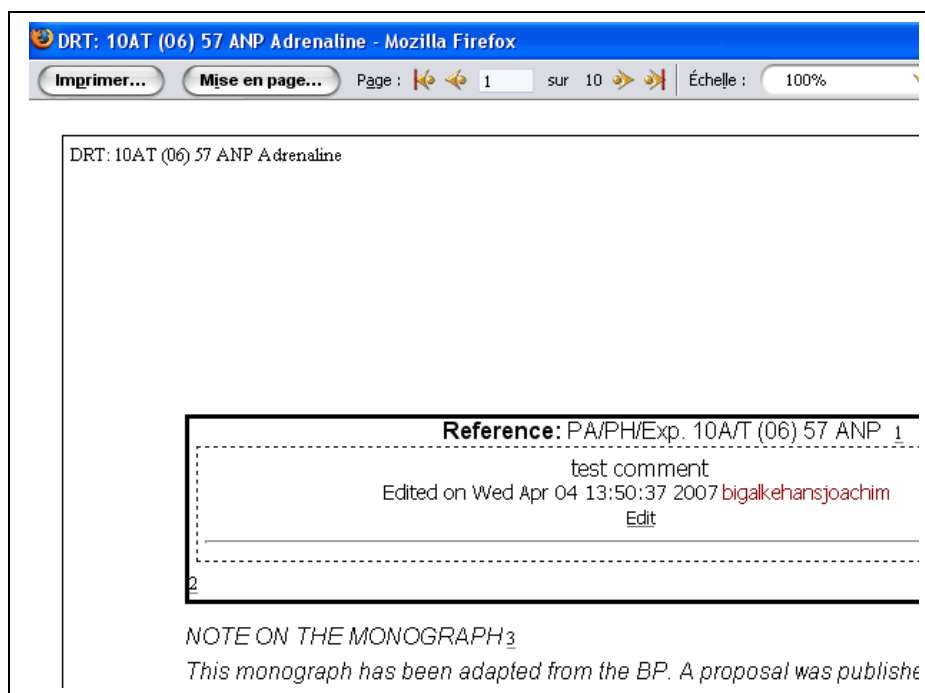 DRT: 10AT (06) 57 ANP Adrenaline - Mozilla Firefox
Imprimer... Mise en page... Page : 1 sur 10 Échelle : 100%
DRT: 10AT (06) 57 ANP Adrenaline
Reference: PA/PH/Exp. 10A/T (06) 57 ANP 1
test comment
Edited on Wed Apr 04 13:50:37 2007 bigalkehansjoachim
Edit
2
NOTE ON THE MONOGRAPH 3
This monograph has been adapted from the BP. A proposal was publishe